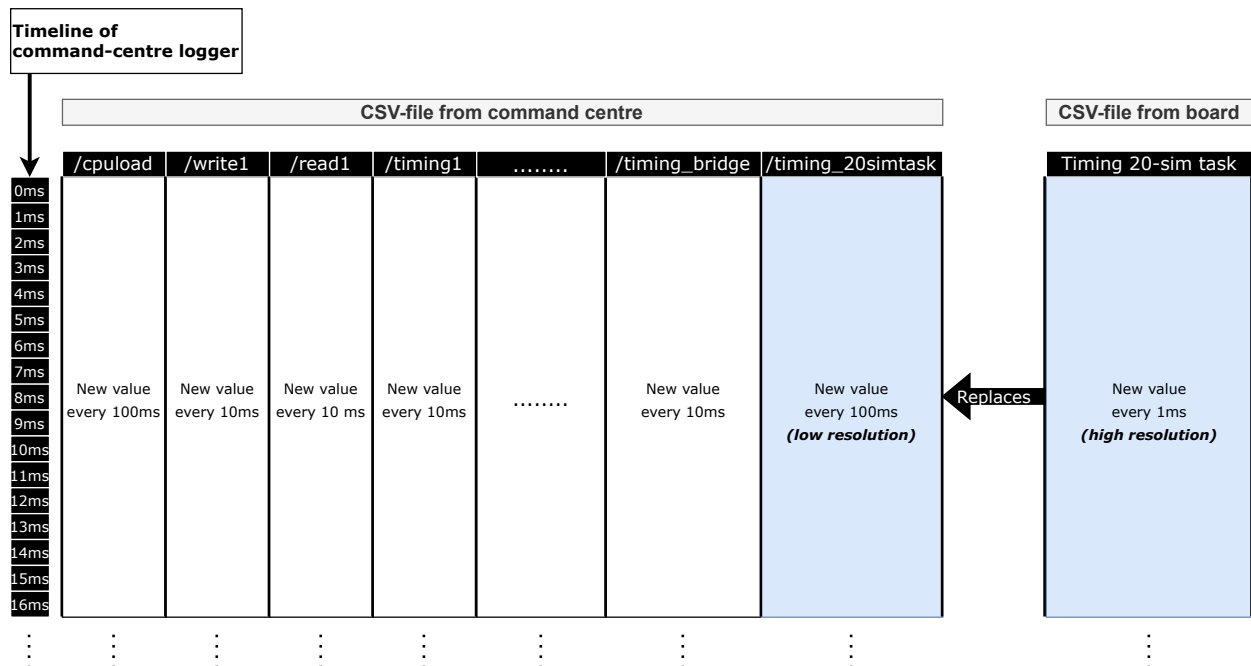 Timeline of
command-centre logger
CSV-file from command centre
CSV-file from board
/cpuload
/write1
/read1
/timing1
........
/timing_bridge
/timing_20simtask
Timing 20-sim task
0ms
1ms
2ms
3ms
4ms
5ms
6ms
7ms
8ms
9ms
10ms
11ms
12ms
13ms
14ms
15ms
16ms
New value
every 100ms
New value
every 10ms
New value
every 10 ms
New value
every 10ms
........
New value
every 10ms
New value
every 100ms
(low resolution)
Replaces
New value
every 1ms
(high resolution)